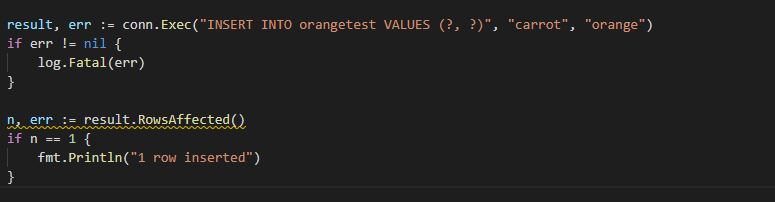 result, err := conn.Exec("INSERT INTO orangetest VALUES (?, ?)", "carrot", "orange")
if err != nil {
    log.Fatal(err)
}
n, err := result.RowsAffected()
if n == 1 {
    fmt.Println("1 row inserted")
}